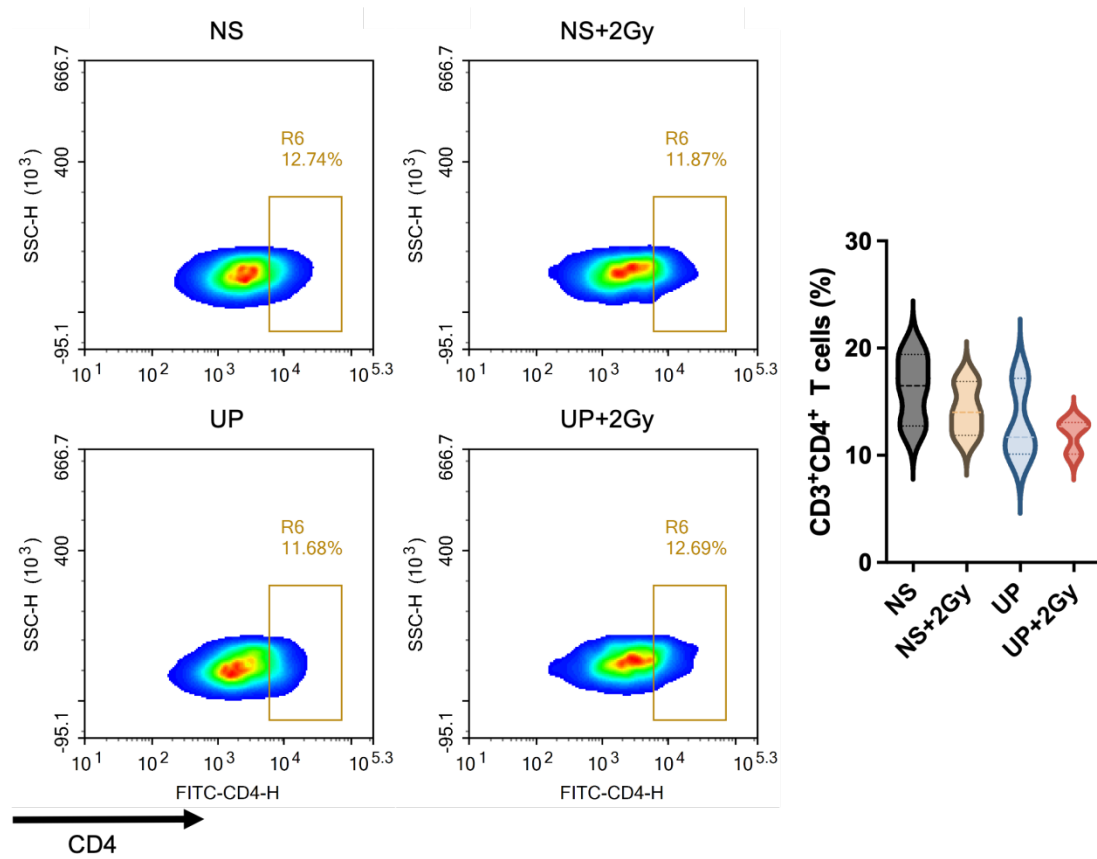 NS
666.7
400
-95.1
SSC-H (10³)
R6
12.74%
10¹ 10² 10³ 10⁴ 10⁵·³
NS+2Gy
666.7
400
-95.1
SSC-H (10³)
R6
11.87%
10¹ 10² 10³ 10⁴ 10⁵·³
UP
666.7
400
-95.1
SSC-H (10³)
R6
11.68%
10¹ 10² 10³ 10⁴ 10⁵·³
FITC-CD4-H
UP+2Gy
666.7
400
-95.1
SSC-H (10³)
R6
12.69%
10¹ 10² 10³ 10⁴ 10⁵·³
FITC-CD4-H
CD4
CD3⁺CD4⁺ T cells (%)
30
20
10
0
NS
NS+2Gy
UP
UP+2Gy